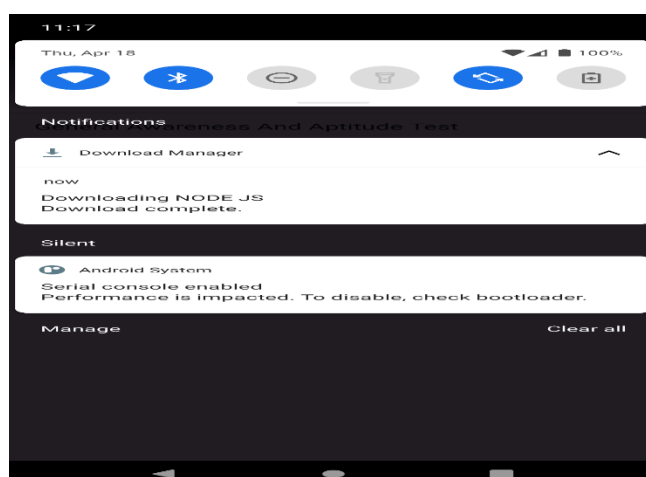 11:17
Thu, Apr 18
100%
Notifications
General Awareness And Aptitude Test
Download Manager
now
Downloading NODE JS
Download complete.
Silent
Android System
Serial console enabled
Performance is impacted. To disable, check bootloader.
Manage
Clear all